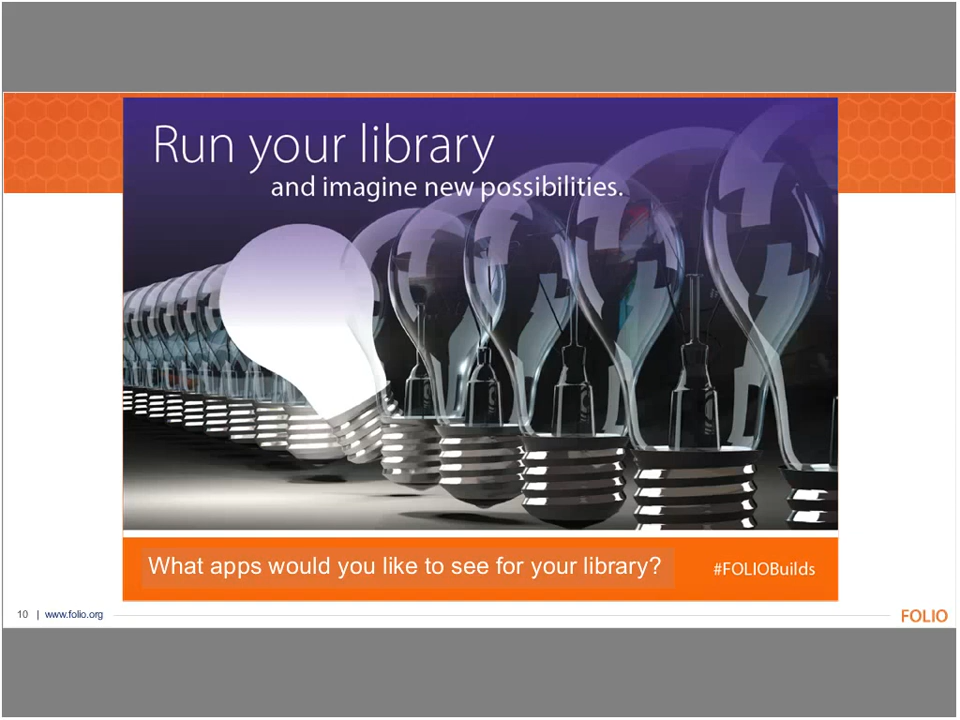 Run your library
and imagine new possibilities.
What apps would you like to see for your library?
#FOLIOBuilds
10 | www.folio.org
FOLIO